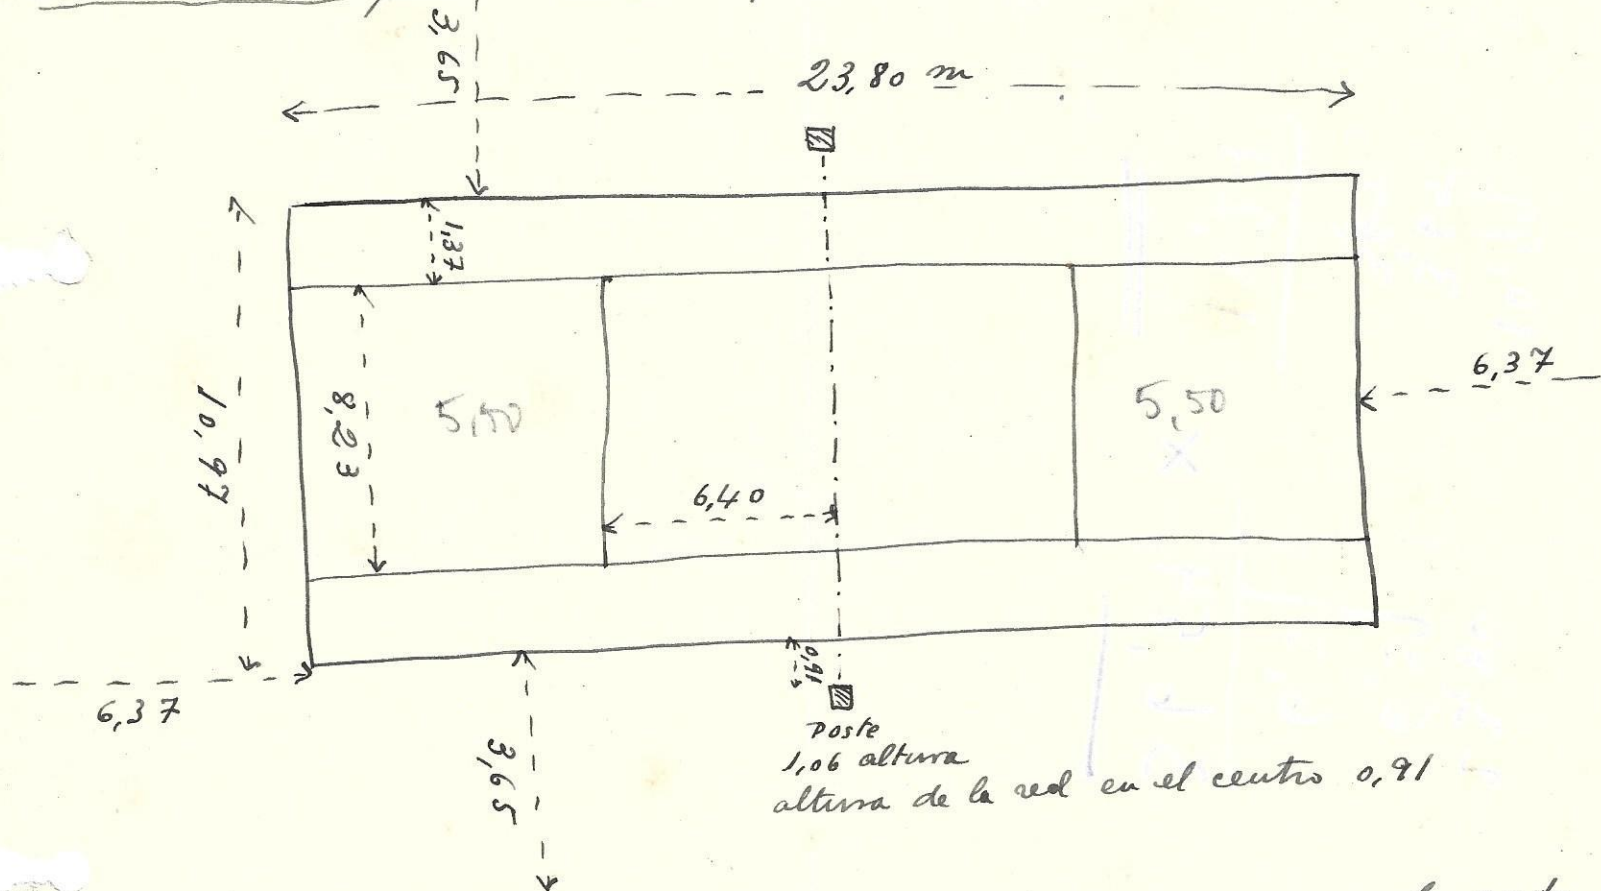 3,65
23,80 m
1,37
10,97
8,23
5,50
5,50
6,37
6,40
0,91
6,37
3,65
Poste
1,06 altura
altura de la red en el centro 0,91